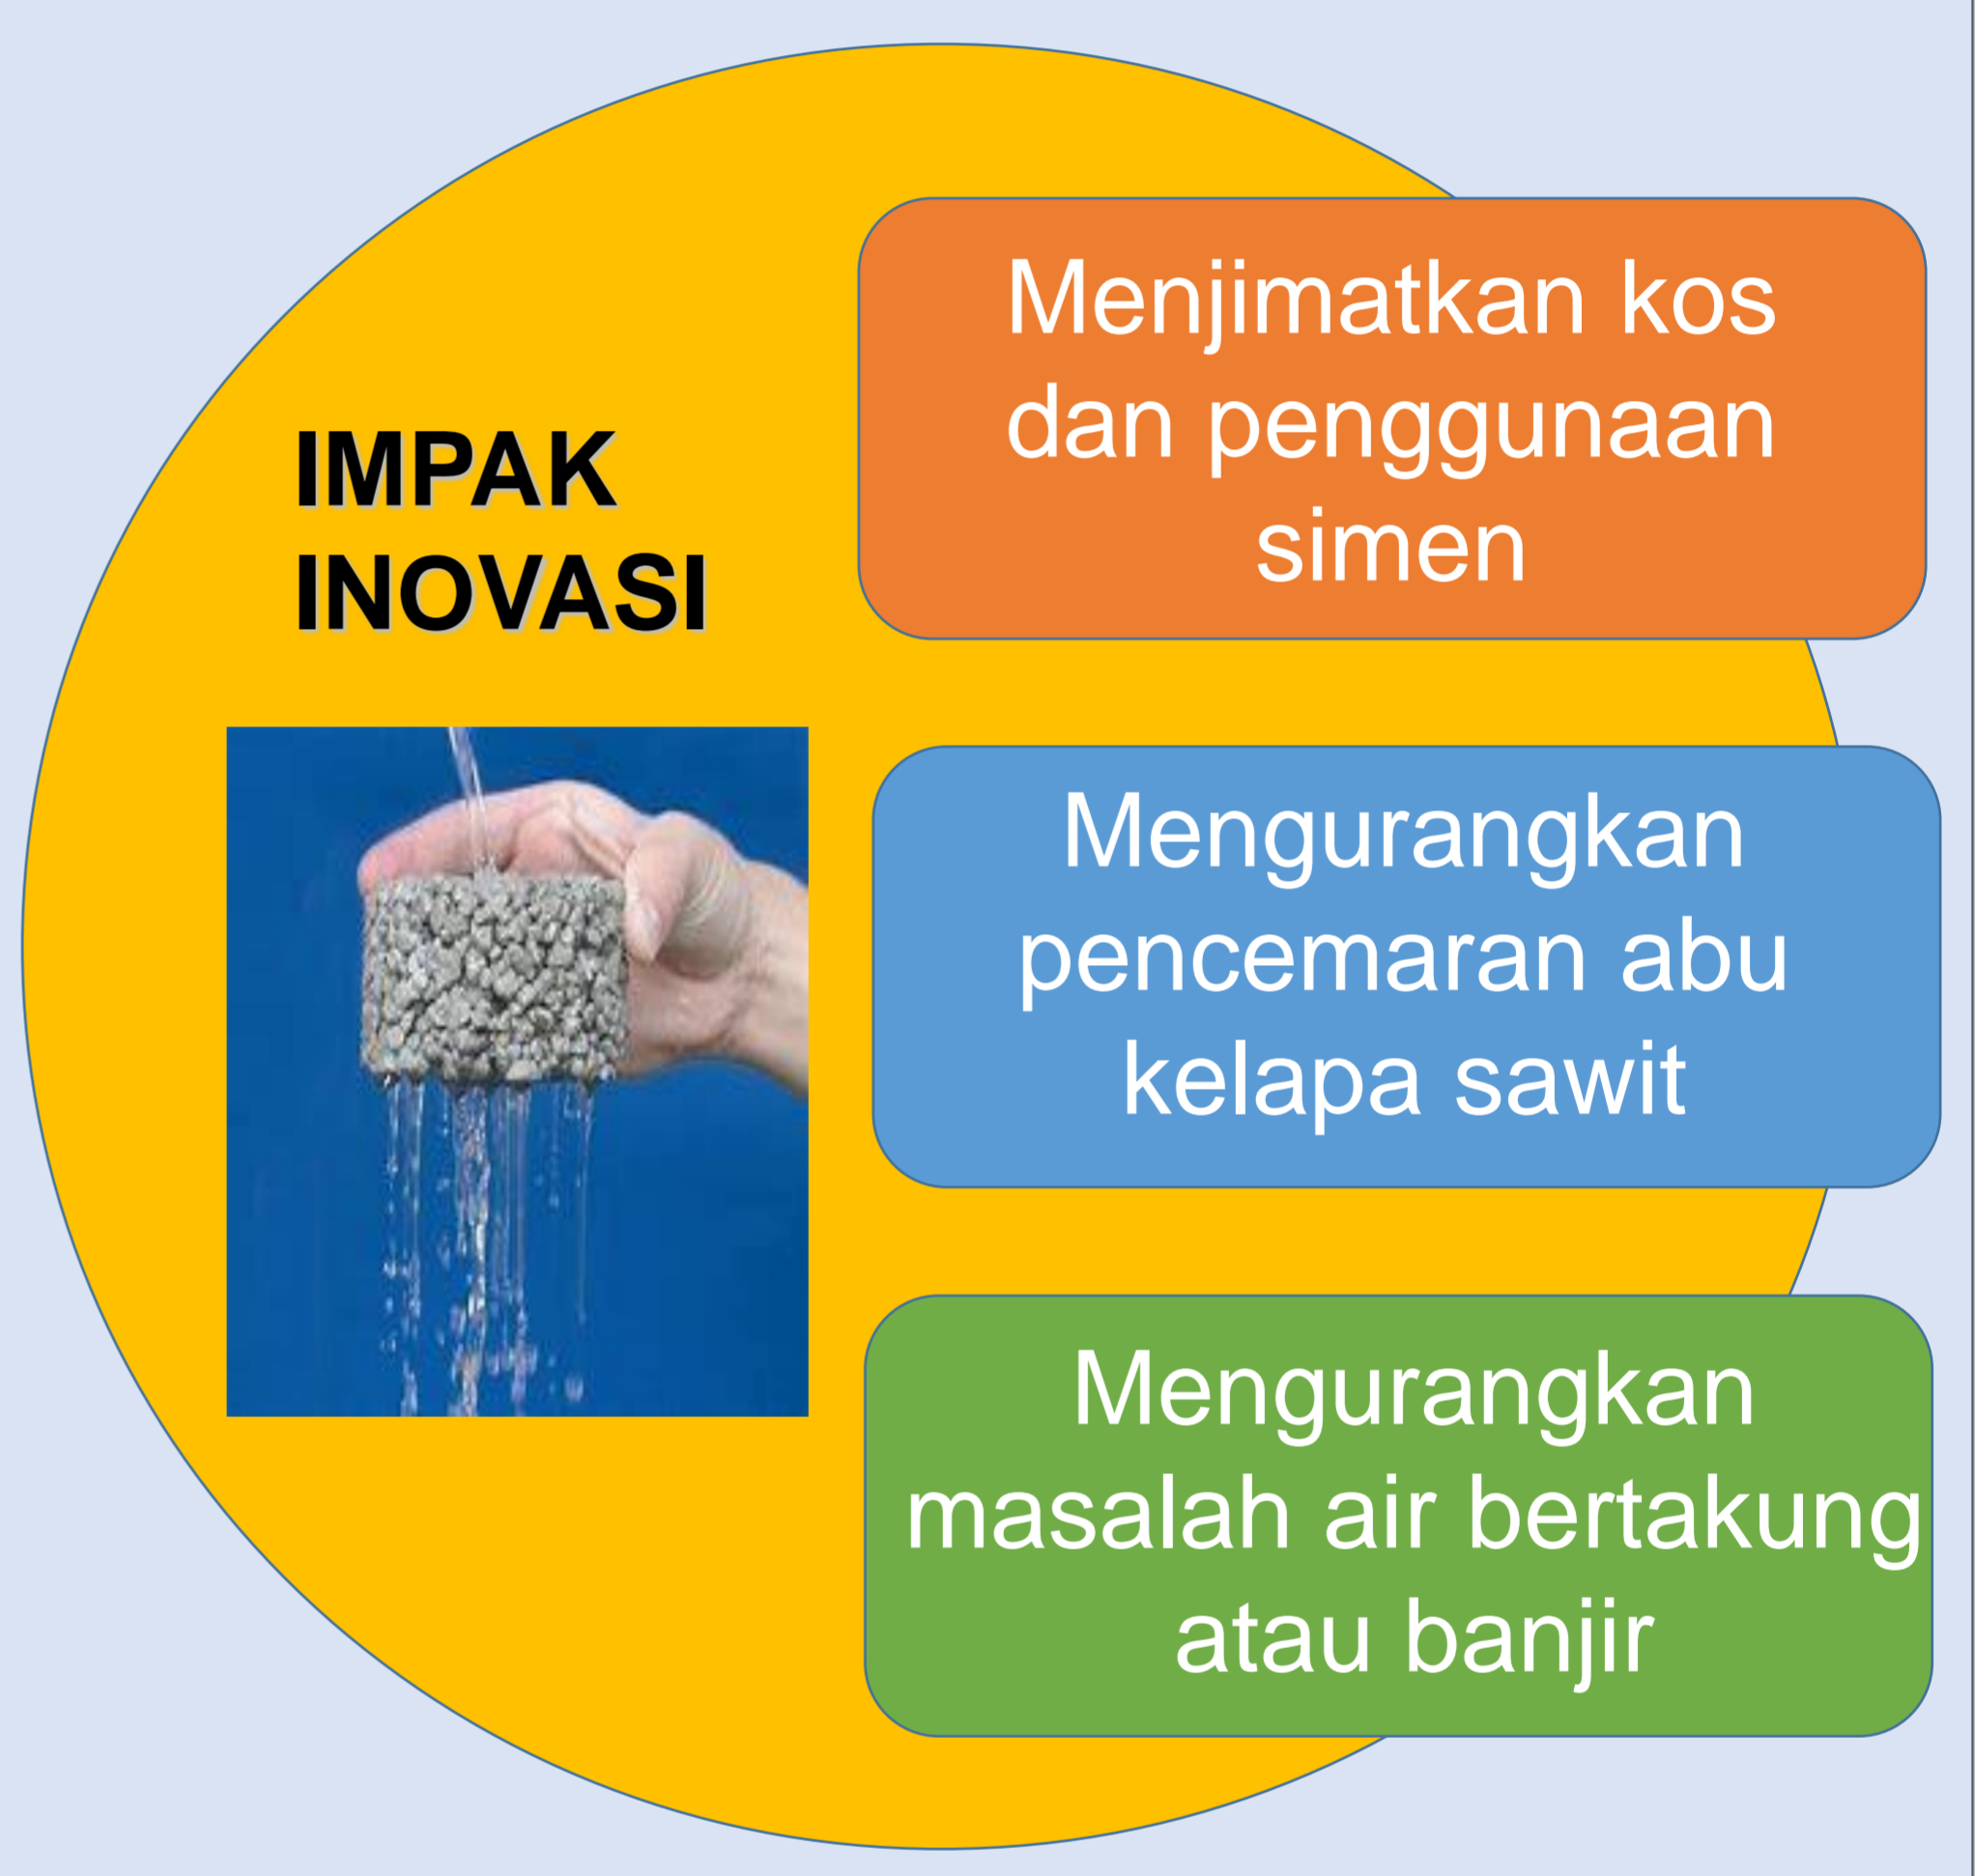 IMPAK
INOVASI
Menjimatkan kos
dan penggunaan
simen
Mengurangkan
pencemaran abu
kelapa sawit
Mengurangkan
masalah air bertakung
atau banjir